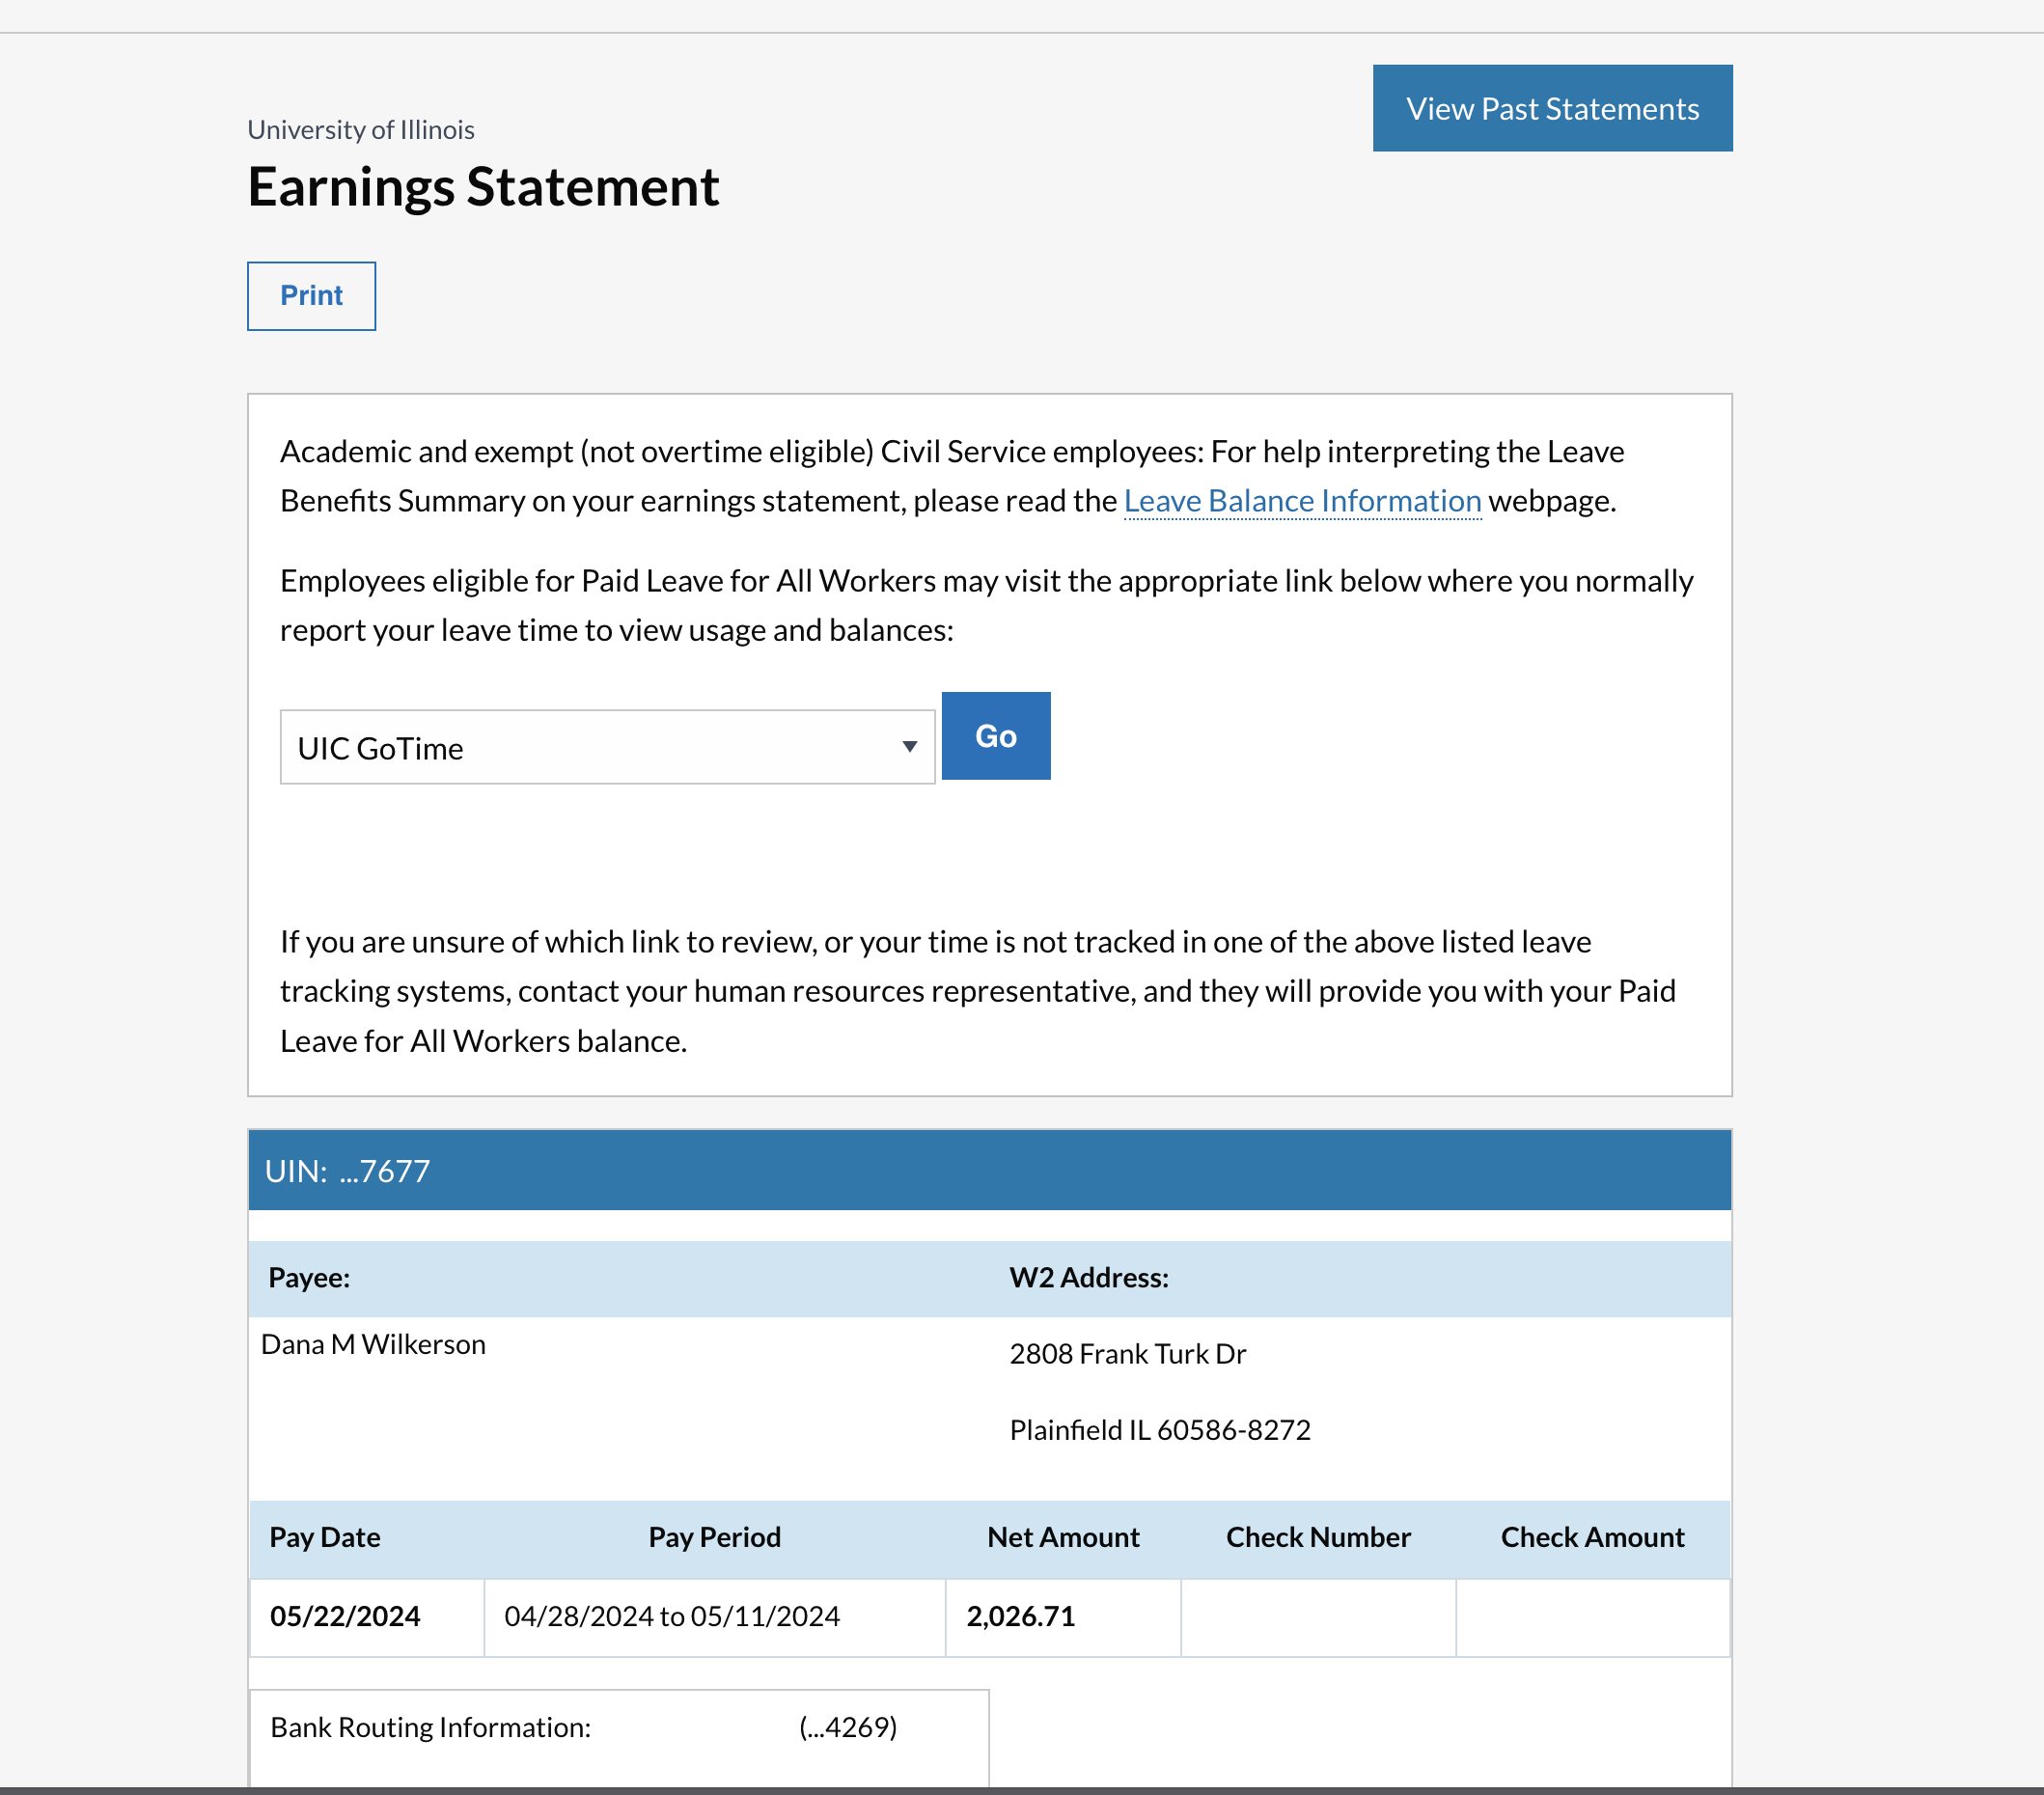 View Past Statements
University of Illinois
Earnings Statement
Print
Academic and exempt (not overtime eligible) Civil Service employees: For help interpreting the Leave
Benefits Summary on your earnings statement, please read the Leave Balance Information webpage.
Employees eligible for Paid Leave for All Workers may visit the appropriate link below where you normally
report your leave time to view usage and balances:
UIC GoTime
Go
If you are unsure of which link to review, or your time is not tracked in one of the above listed leave
tracking systems, contact your human resources representative, and they will provide you with your Paid
Leave for All Workers balance.
UIN: ...7677
Payee: W2 Address:
Dana M Wilkerson
2808 Frank Turk Dr
Plainfield IL 60586-8272
Pay Date Pay Period Net Amount Check Number Check Amount
05/22/2024 04/28/2024 to 05/11/2024 2,026.71
Bank Routing Information: (...4269)